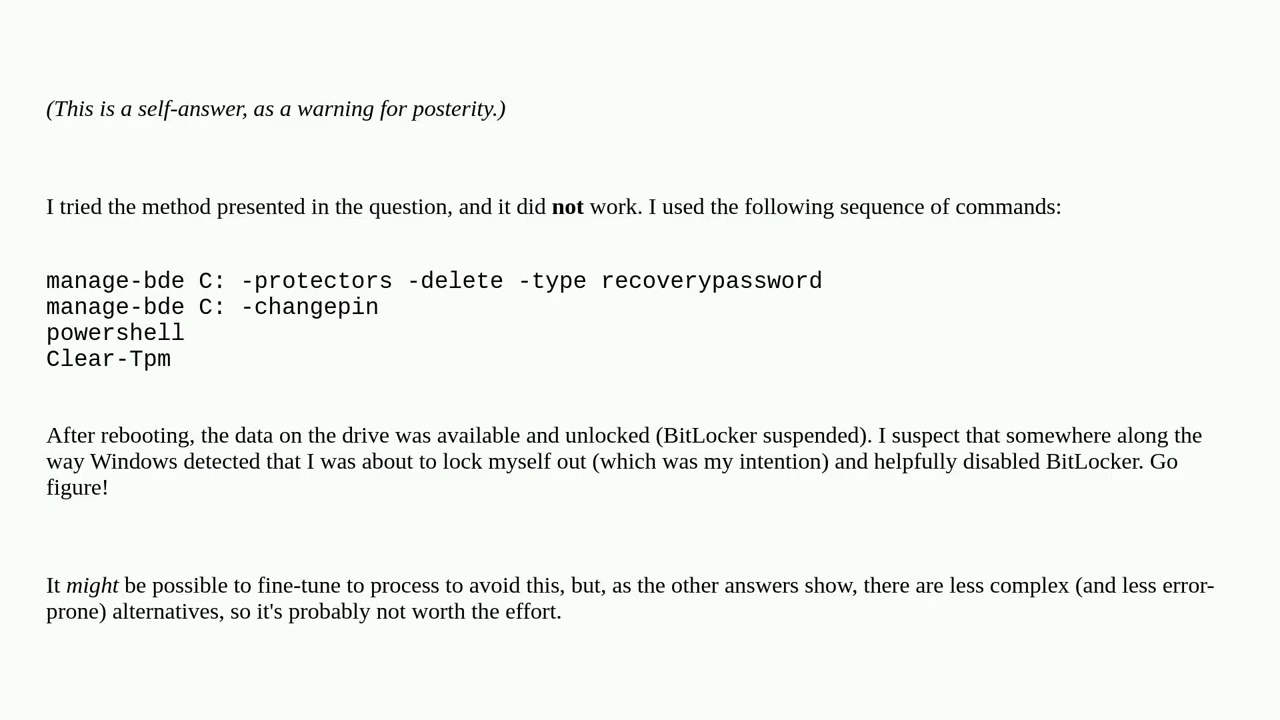 (This is a self-answer, as a warning for posterity.)
I tried the method presented in the question, and it did not work. I used the following sequence of commands:
manage-bde C: -protectors -delete -type recoverypassword
manage-bde C: -changepin
powershell
Clear-Tpm
After rebooting, the data on the drive was available and unlocked (BitLocker suspended). I suspect that somewhere along the
way Windows detected that I was about to lock myself out (which was my intention) and helpfully disabled BitLocker. Go
figure!
It might be possible to fine-tune to process to avoid this, but, as the other answers show, there are less complex (and less error-
prone) alternatives, so it's probably not worth the effort.